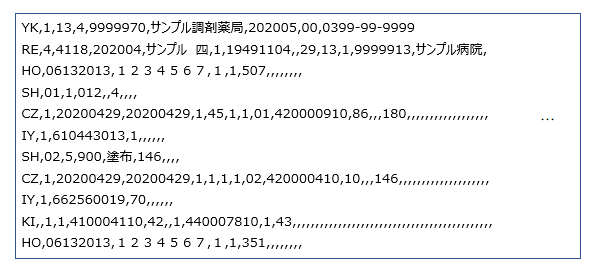 YK,1,13,4,9999970,サンプル調剤薬局,202005,00,0399-99-9999
RE,4,4118,202004,サンプル　四,1,19491104,,29,13,1,9999913,サンプル病院,
HO,06132013,１２３４５６７,１,1,507,,,,,,,,
SH,01,1,012,,4,,,,
CZ,1,20200429,20200429,1,45,1,1,01,420000910,86,,,180,,,,,,,,,,,,,,,,,, …
IY,1,610443013,1,,,,,,
SH,02,5,900,塗布,146,,,,
CZ,1,20200429,20200429,1,1,1,1,02,420000410,10,,,146,,,,,,,,,,,,,,,,,,,,
IY,1,662560019,70,,,,,,
KI,,1,1,410004110,42,,1,440007810,1,43,,,,,,,,,,,,,,,,,,,,,,,,,,,,,,,,,,,,,,,,,,,
HO,06132013,１２３４５６７,１,1,351,,,,,,,,